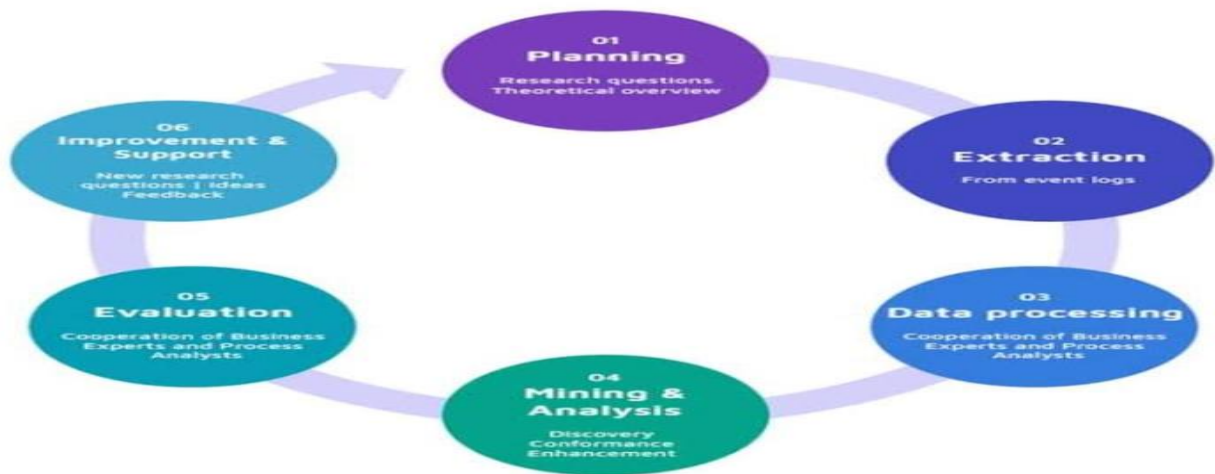 01
Planning
Research questions
Theoretical overview
02
Extraction
From event logs
03
Data processing
Cooperation of Business
Experts and Process
Analysts
04
Mining &
Analysis
Discovery
Conformance
Enhancement
05
Evaluation
Cooperation of Business
Experts and Process
Analysts
06
Improvement &
Support
New research
questions | Ideas
Feedback